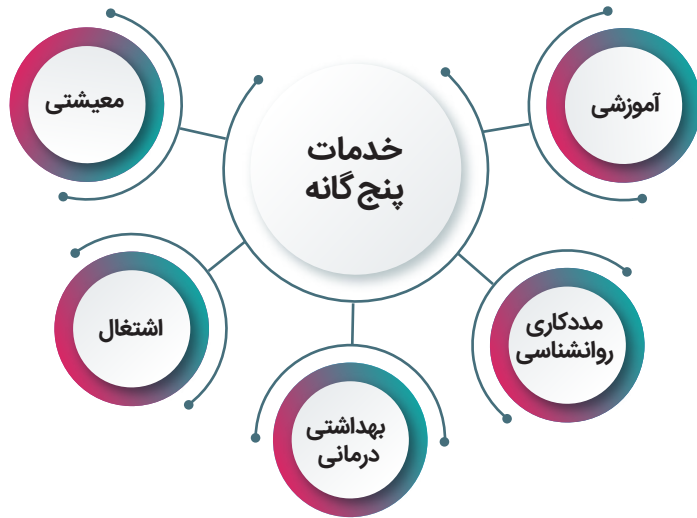 خدمات
پنج گانه
آموزشی
مددکاری
روانشناسی
بهداشتی
درمانی
اشتغال
معیشتی